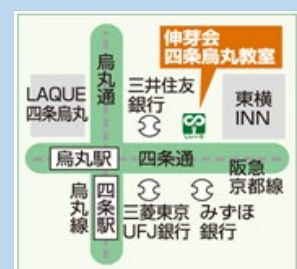 伸芽会
四条烏丸教室
烏丸通
三井住友
銀行
LAQUE
四条烏丸
東横
INN
烏丸駅
四条通
阪急
京都線
烏丸線
四条駅
三菱東京
UFJ銀行
みずほ
銀行